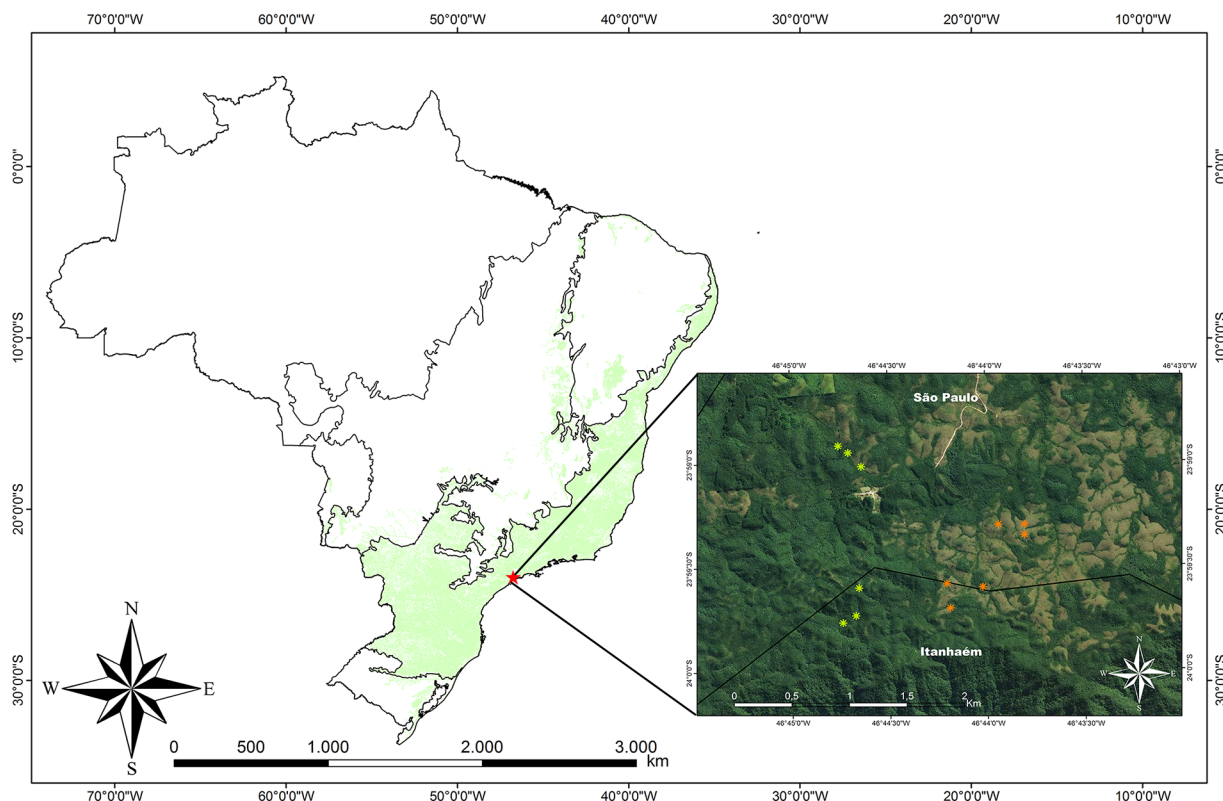 70°0'0"W 60°0'0"W 50°0'0"W 40°0'0"W 30°0'0"W 20°0'0"W 10°0'0"W
0°0'0"
10°0'0"S
20°0'0"S
30°0'0"S
0°0'0"
10°0'0"S
20°0'0"S
30°0'0"S
46°45'0"W 46°44'30"W 46°44'0"W 46°43'30"W 46°43'0"W
São Paulo
23°59'0"S
23°59'30"S
24°0'0"S
23°59'0"S
23°59'30"S
24°0'0"S
Itanhaém
N
W E
S
0 0,5 1 1,5 2
Km
46°45'0"W 46°44'30"W 46°44'0"W 46°43'30"W
N
W E
S
0 500 1.000 2.000 3.000
km
70°0'0"W 60°0'0"W 50°0'0"W 40°0'0"W 30°0'0"W 20°0'0"W 10°0'0"W